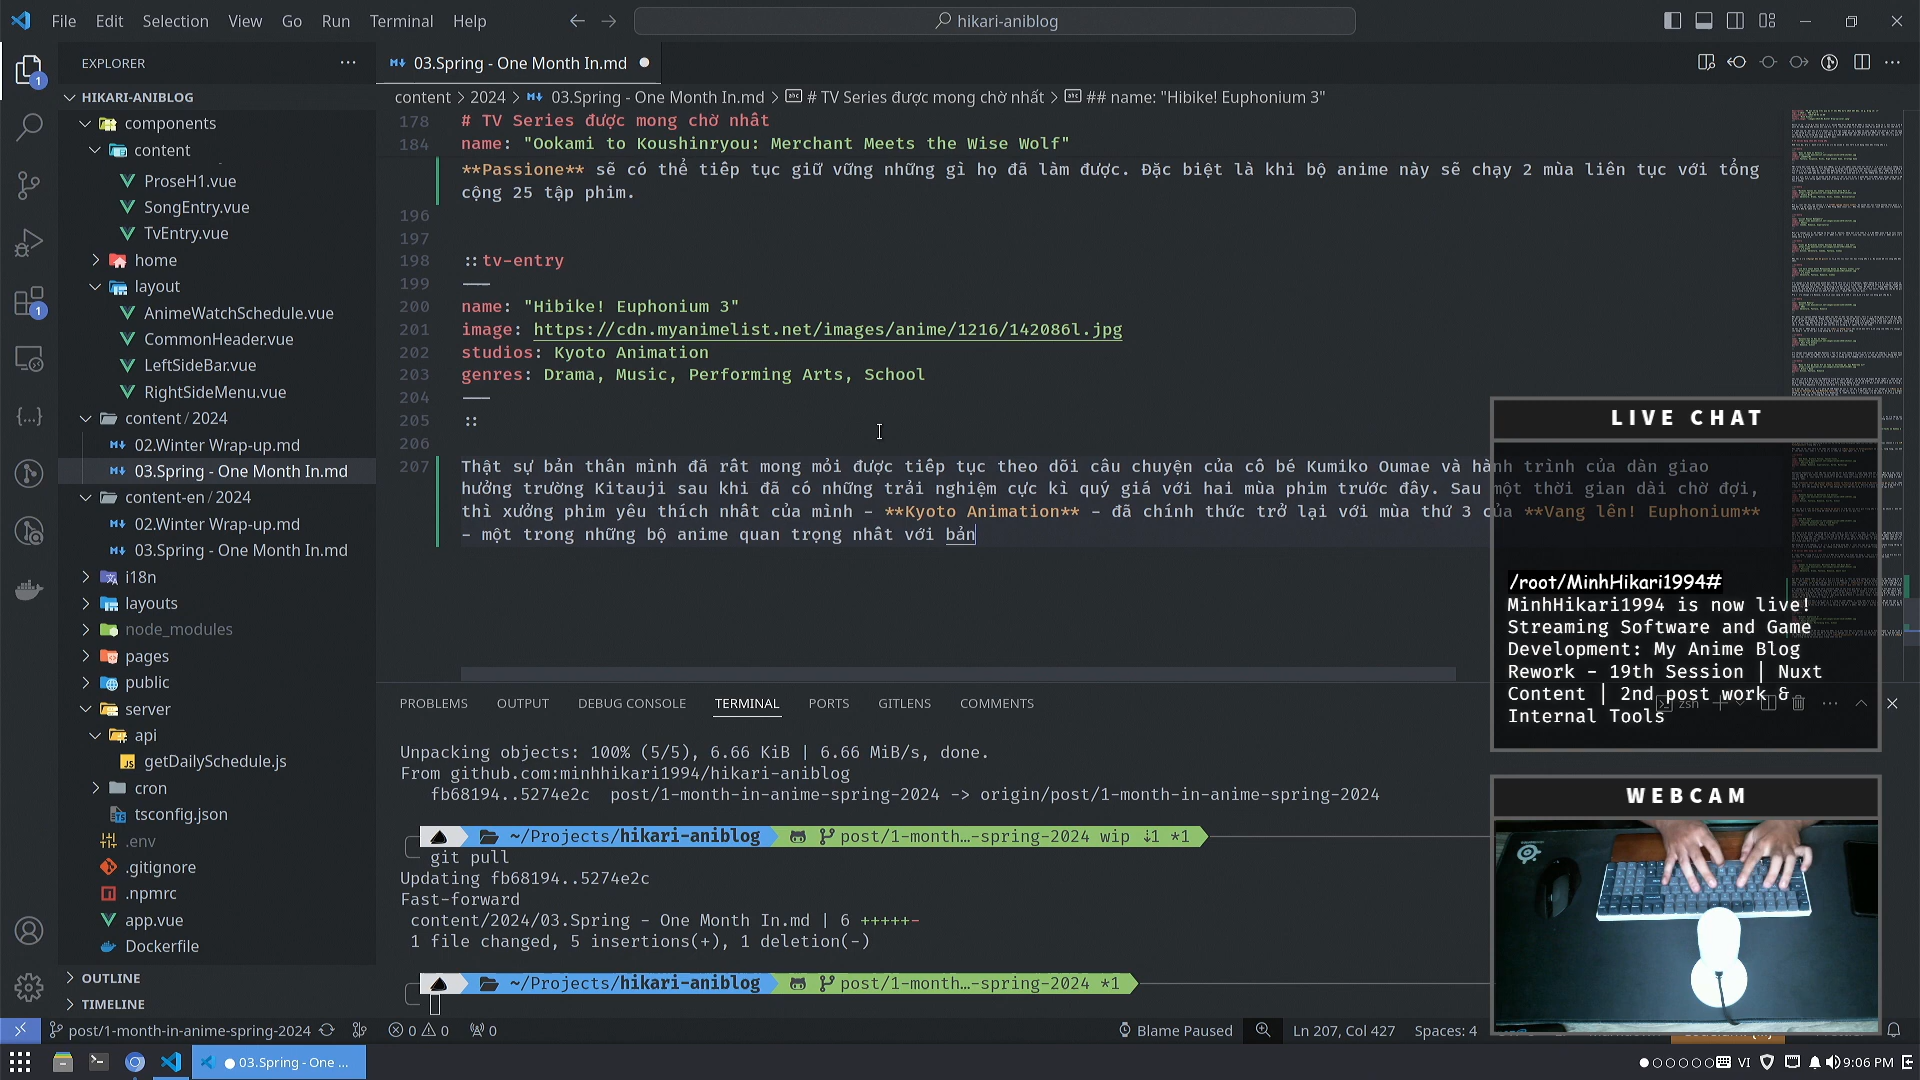 File Edit Selection View Go Run Terminal Help
hikari-aniblog
EXPLORER
HIKARI-ANIBLOG
components
content
ProseH1.vue
SongEntry.vue
TvEntry.vue
home
layout
AnimeWatchSchedule.vue
CommonHeader.vue
LeftSideBar.vue
RightSideMenu.vue
content / 2024
02.Winter Wrap-up.md
03.Spring - One Month In.md
content-en / 2024
02.Winter Wrap-up.md
03.Spring - One Month In.md
i18n
layouts
node_modules
pages
public
server
api
getDailySchedule.js
cron
tsconfig.json
.env
.gitignore
.npmrc
app.vue
Dockerfile
OUTLINE
TIMELINE
03.Spring - One Month In.md
content > 2024 > 03.Spring - One Month In.md > # TV Series được mong chờ nhất > ## name: "Hibike! Euphonium 3"
178 # TV Series được mong chờ nhất
184 name: "Ookami to Koushinryou: Merchant Meets the Wise Wolf"
**Passione** sẽ có thể tiếp tục giữ vững những gì họ đã làm được. Đặc biệt là khi bộ anime này sẽ chạy 2 mùa liên tục với tổng
cộng 25 tập phim.
196
197
198 ::tv-entry
199 ---
200 name: "Hibike! Euphonium 3"
201 image: https://cdn.myanimelist.net/images/anime/1216/142086l.jpg
202 studios: Kyoto Animation
203 genres: Drama, Music, Performing Arts, School
204 ---
205 ::
206
207 Thật sự bản thân mình đã rất mong mỏi được tiếp tục theo dõi câu chuyện của cô bé Kumiko Oumae và hành trình của dàn giao
hưởng trường Kitauji sau khi đã có những trải nghiệm cực kì quý giá với hai mùa phim trước đây. Sau một thời gian dài chờ đợi,
thì xưởng phim yêu thích nhất của mình - **Kyoto Animation** - đã chính thức trở lại với mùa thứ 3 của **Vang lên! Euphonium**
- một trong những bộ anime quan trọng nhất với bản
PROBLEMS OUTPUT DEBUG CONSOLE TERMINAL PORTS GITLENS COMMENTS
zsh
Unpacking objects: 100% (5/5), 6.66 KiB | 6.66 MiB/s, done.
From github.com:minhhikari1994/hikari-aniblog
fb68194..5274e2c post/1-month-in-anime-spring-2024 -> origin/post/1-month-in-anime-spring-2024
~/Projects/hikari-aniblog post/1-month…-spring-2024 wip ⇣1 *1
git pull
Updating fb68194..5274e2c
Fast-forward
content/2024/03.Spring - One Month In.md | 6 +++++-
1 file changed, 5 insertions(+), 1 deletion(-)
~/Projects/hikari-aniblog post/1-month…-spring-2024 *1
LIVE CHAT
/root/MinhHikari1994#
MinhHikari1994 is now live!
Streaming Software and Game
Development: My Anime Blog
Rework - 19th Session | Nuxt
Content | 2nd post work &
Internal Tools
WEBCAM
post/1-month-in-anime-spring-2024 0 0 0 Blame Paused Ln 207, Col 427 Spaces: 4
03.Spring - One ... VI 9:06 PM